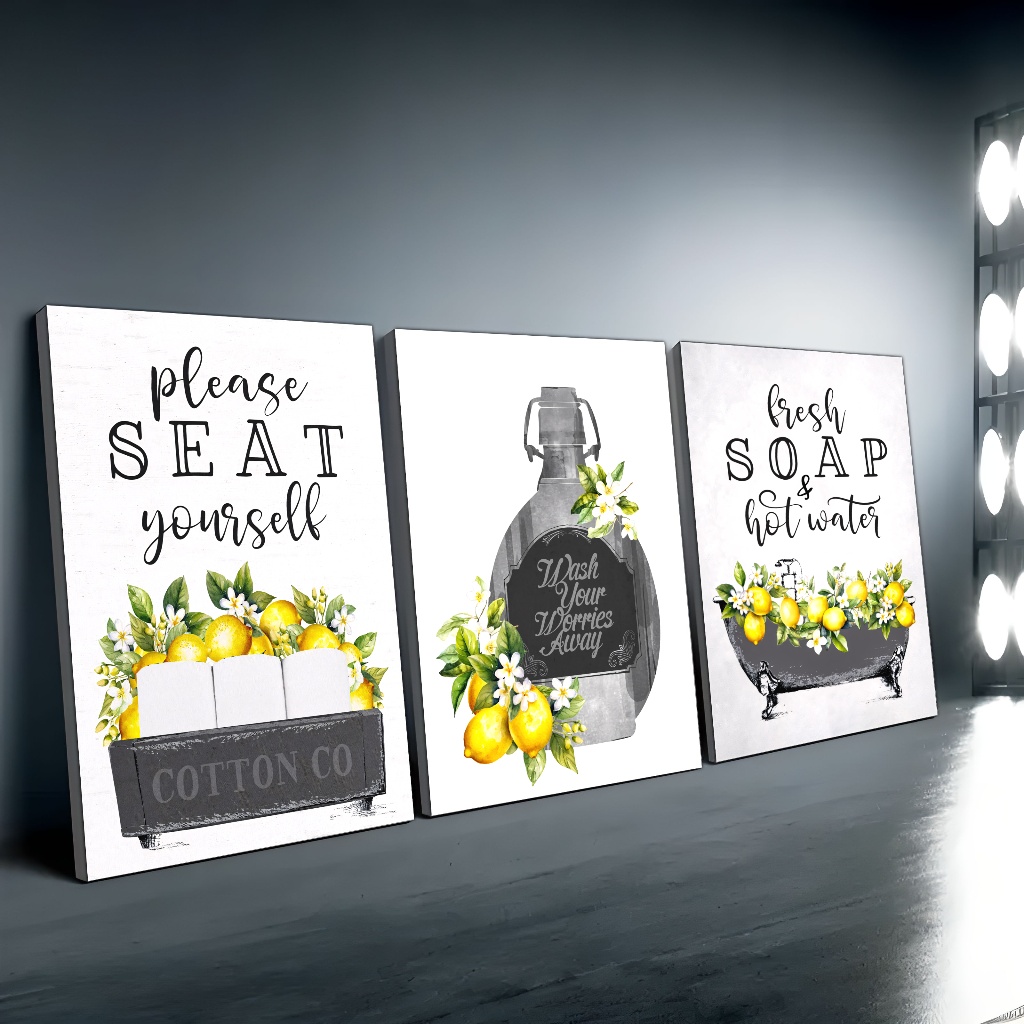 please
SEAT
yourself
COTTON CO
Wash
Your
Worries
Away
fresh
SOAP
&
hot water